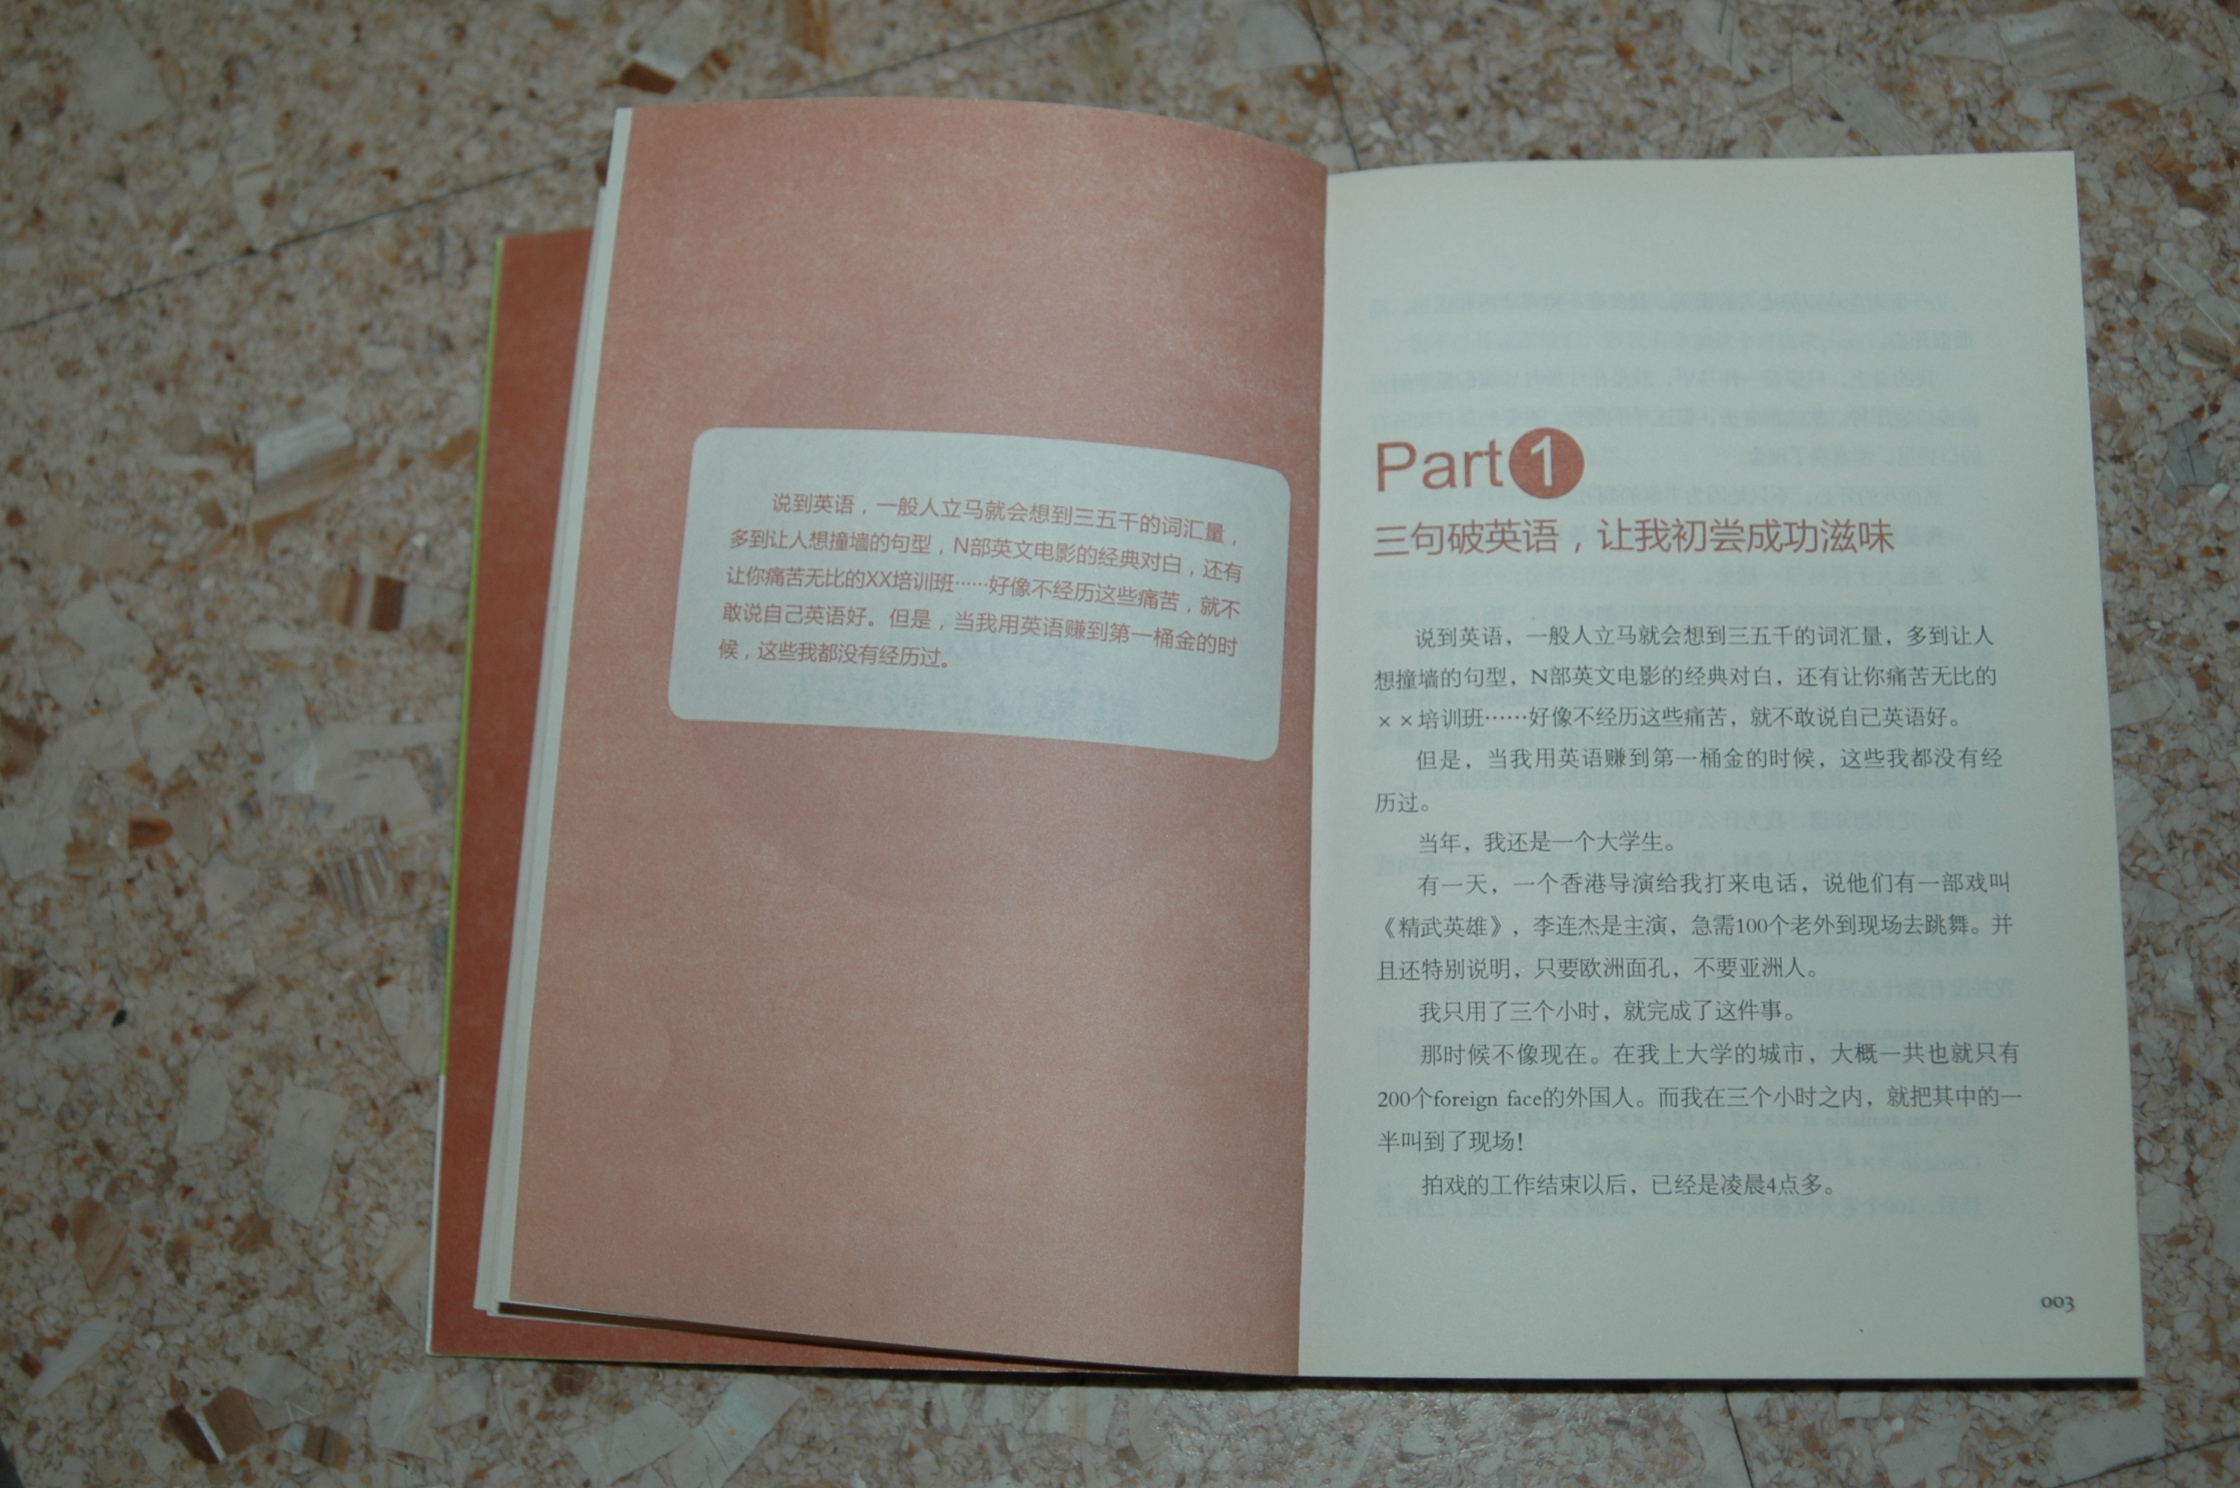 说到英语，一般人立马就会想到三五千的词汇量，
多到让人想撞墙的句型，N部英文电影的经典对白，还有
让你痛苦无比的XX培训班……好像不经历这些痛苦，就不
敢说自己英语好。但是，当我用英语赚到第一桶金的时
候，这些我都没有经历过。
Part 1
三句破英语，让我初尝成功滋味
说到英语，一般人立马就会想到三五千的词汇量，多到让人
想撞墙的句型，N部英文电影的经典对白，还有让你痛苦无比的
××培训班……好像不经历这些痛苦，就不敢说自己英语好。
但是，当我用英语赚到第一桶金的时候，这些我都没有经
历过。
当年，我还是一个大学生。
有一天，一个香港导演给我打来电话，说他们有一部戏叫
《精武英雄》，李连杰是主演，急需100个老外到现场去跳舞。并
且还特别说明，只要欧洲面孔，不要亚洲人。
我只用了三个小时，就完成了这件事。
那时候不像现在。在我上大学的城市，大概一共也就只有
200个foreign face的外国人。而我在三个小时之内，就把其中的一
半叫到了现场！
拍戏的工作结束以后，已经是凌晨4点多。
003